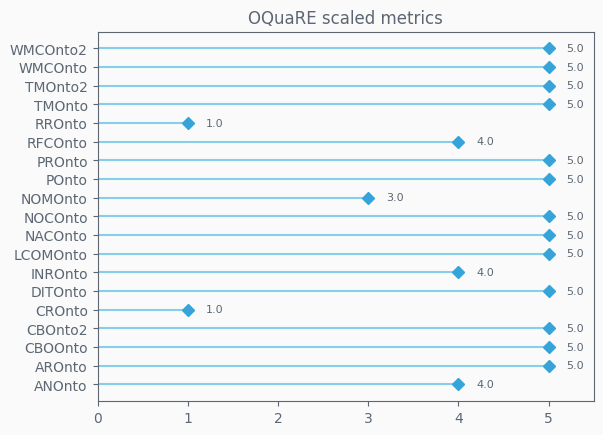 OQuaRE scaled metrics
WMCOnto2 5.0
WMCOnto 5.0
TMOnto2 5.0
TMOnto 5.0
RROnto 1.0
RFCOnto 4.0
PROnto 5.0
POnto 5.0
NOMOnto 3.0
NOCOnto 5.0
NACOnto 5.0
LCOMOnto 5.0
INROnto 4.0
DITOnto 5.0
CROnto 1.0
CBOnto2 5.0
CBOOnto 5.0
AROnto 5.0
ANOnto 4.0
0 1 2 3 4 5